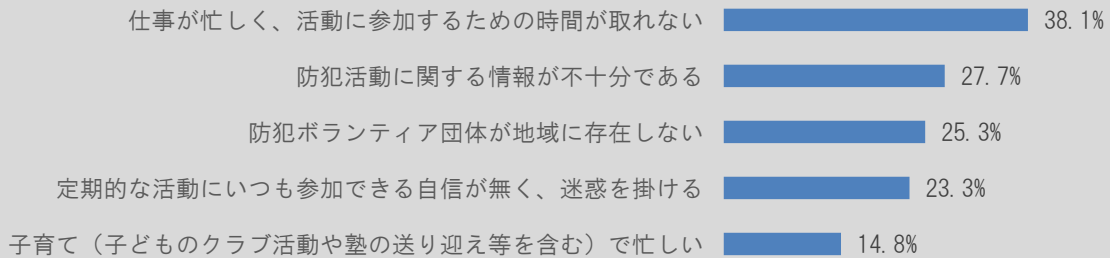 仕事が忙しく、活動に参加するための時間が取れない 38.1%
防犯活動に関する情報が不十分である 27.7%
防犯ボランティア団体が地域に存在しない 25.3%
定期的な活動にいつも参加できる自信が無く、迷惑を掛ける 23.3%
子育て（子どものクラブ活動や塾の送り迎え等を含む）で忙しい 14.8%